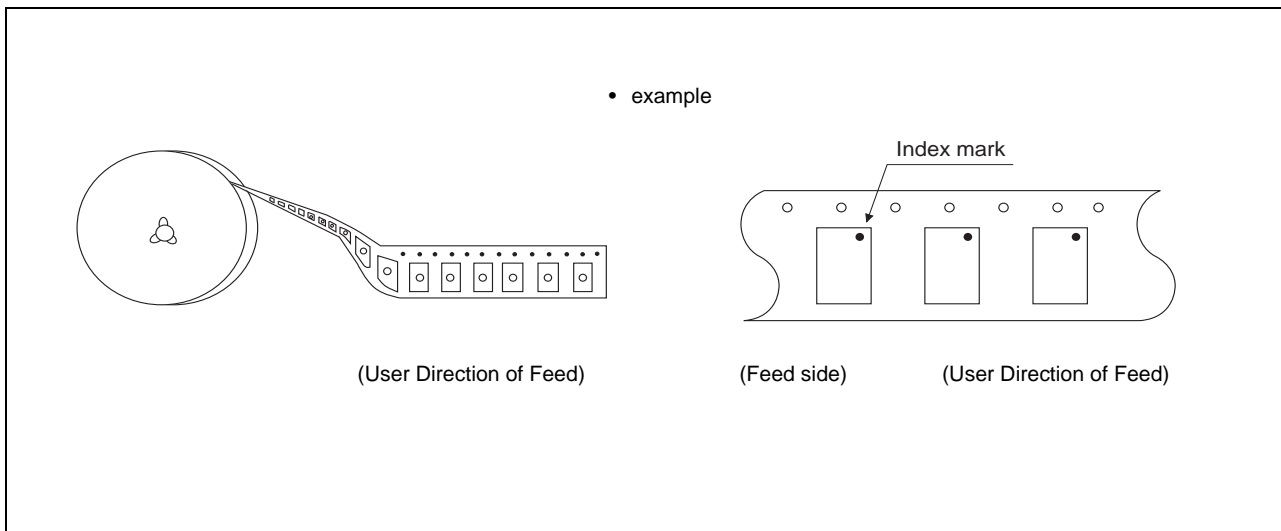 • example
Index mark
(User Direction of Feed)
(Feed side)
(User Direction of Feed)